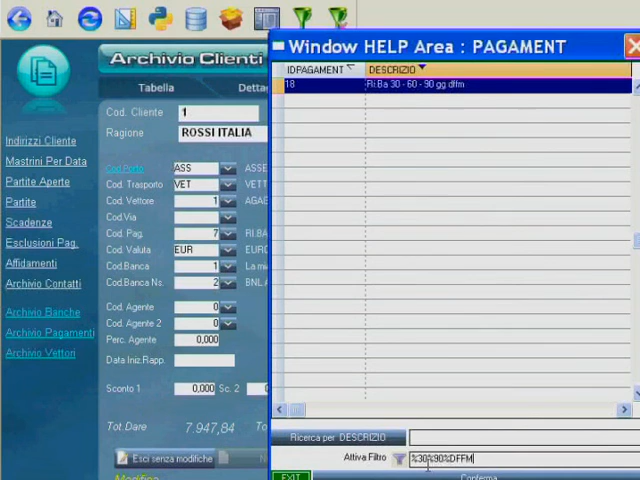 Window HELP Area : PAGAMENT
Archivio Clienti
Tabella
IDPAGAMENT DESCRIZIO
18 Ri.Ba 30 - 60 - 90 gg dffm
Cod. Cliente 1
Ragione ROSSI ITALIA
Indirizzi Cliente
Mastrini Per Data
Partite Aperte
Partite
Scadenze
Esclusioni Pag.
Affidamenti
Archivio Contatti
Archivio Banche
Archivio Pagamenti
Archivio Vettori
Cod.Porto ASS ASSE
Cod. Trasporto VET VETT
Cod. Vettore 1 AGA
Cod.Via
Cod. Pag. 7 RI.BA
Cod. Valuta EUR EURO
Cod.Banca 1 La mi
Cod.Banca Ns. 2 BNL A
Cod. Agente 0
Cod. Agente 2 0
Perc. Agente 0,000
Data Iniz.Rapp.
Sconto 1 0,000 Sc. 2
Tot.Dare 7.947,84 To
Esci senza modifiche
Modifica
Ricerca per DESCRIZIO
Attiva Filtro %30%90%DFFM
EXIT Conferma